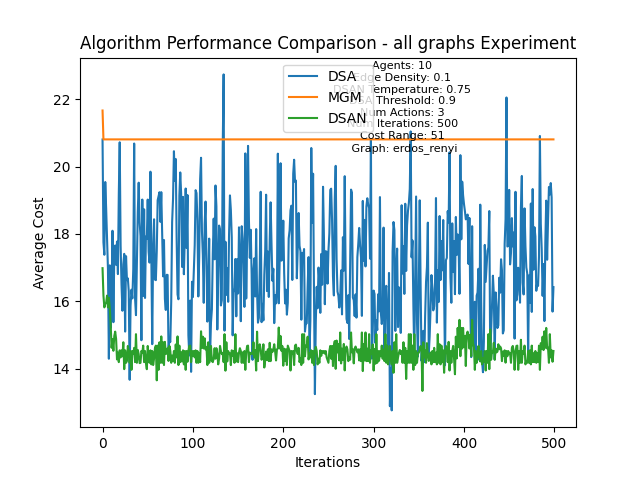 Algorithm Performance Comparison - all graphs Experiment
Agents: 10
Edge Density: 0.1
DSAN Temperature: 0.75
DSA Threshold: 0.9
Num Actions: 3
Num Iterations: 500
Cost Range: 51
Graph: erdos_renyi
DSA
MGM
DSAN
22
20
18
16
14
Average Cost
0
100
200
300
400
500
Iterations